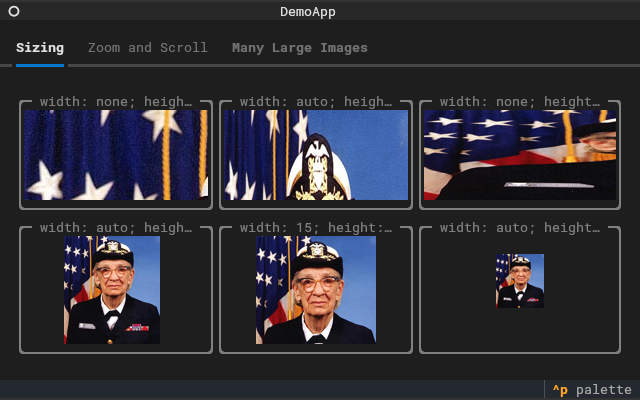 DemoApp
Sizing Zoom and Scroll Many Large Images
width: none; heigh… width: auto; heigh… width: none; height…
width: auto; heigh… width: 15; height:… width: auto; height…
^p palette